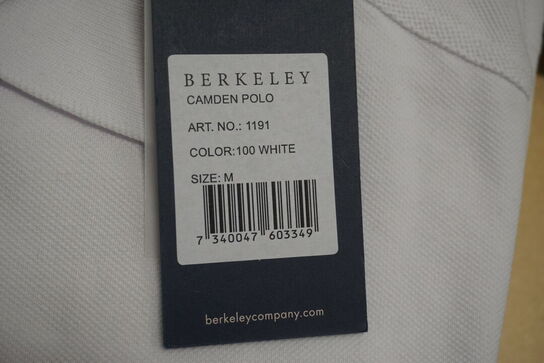 BERKELEY
CAMDEN POLO
ART. NO.: 1191
COLOR:100 WHITE
SIZE: M
7 340047 603349
berkeleycompany.com